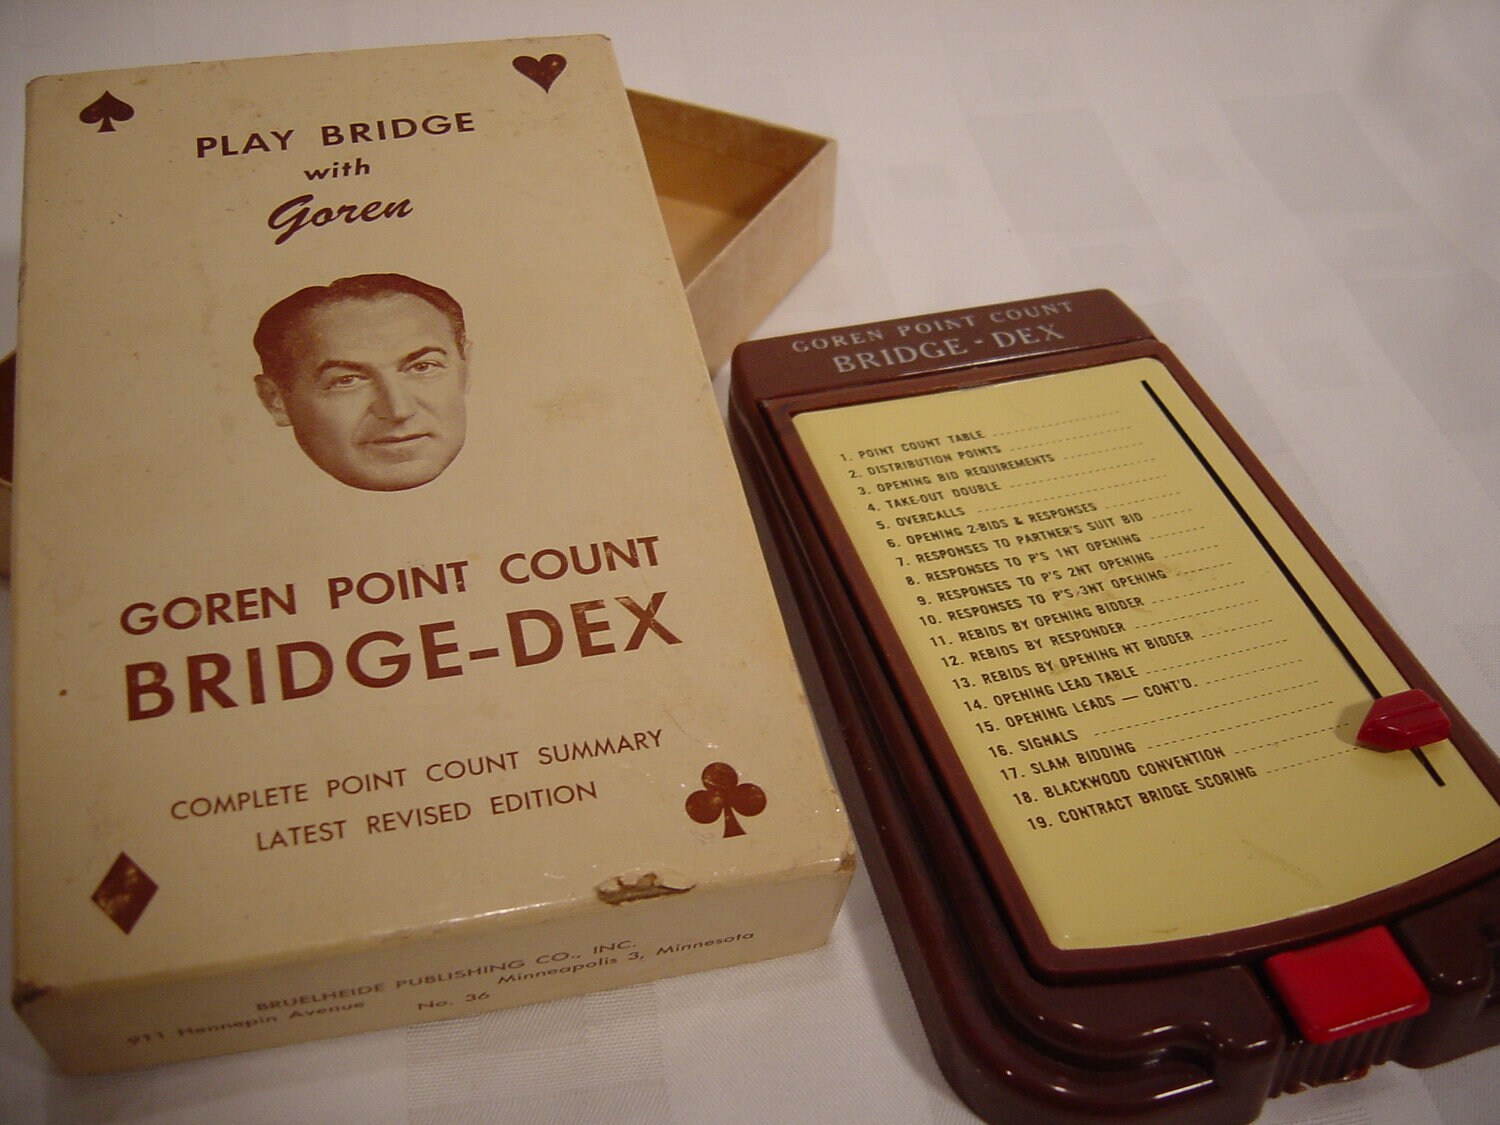 PLAY BRIDGE
with
Goren
GOREN POINT COUNT
BRIDGE-DEX
COMPLETE POINT COUNT SUMMARY
LATEST REVISED EDITION
BRUELHEIDE PUBLISHING CO., INC.
911 Hennepin Avenue No. 36 Minneapolis 3, Minnesota
GOREN POINT COUNT
BRIDGE-DEX
1. POINT COUNT TABLE
2. DISTRIBUTION POINTS
3. OPENING BID REQUIREMENTS
4. TAKE-OUT DOUBLE
5. OVERCALLS
6. OPENING 2-BIDS & RESPONSES
7. RESPONSES TO PARTNER'S SUIT BID
8. RESPONSES TO P'S 1NT OPENING
9. RESPONSES TO P'S 2NT OPENING
10. RESPONSES TO P'S 3NT OPENING
11. REBIDS BY OPENING BIDDER
12. REBIDS BY RESPONDER
13. REBIDS BY OPENING NT BIDDER
14. OPENING LEAD TABLE
15. OPENING LEADS — CONT'D.
16. SIGNALS
17. SLAM BIDDING
18. BLACKWOOD CONVENTION
19. CONTRACT BRIDGE SCORING